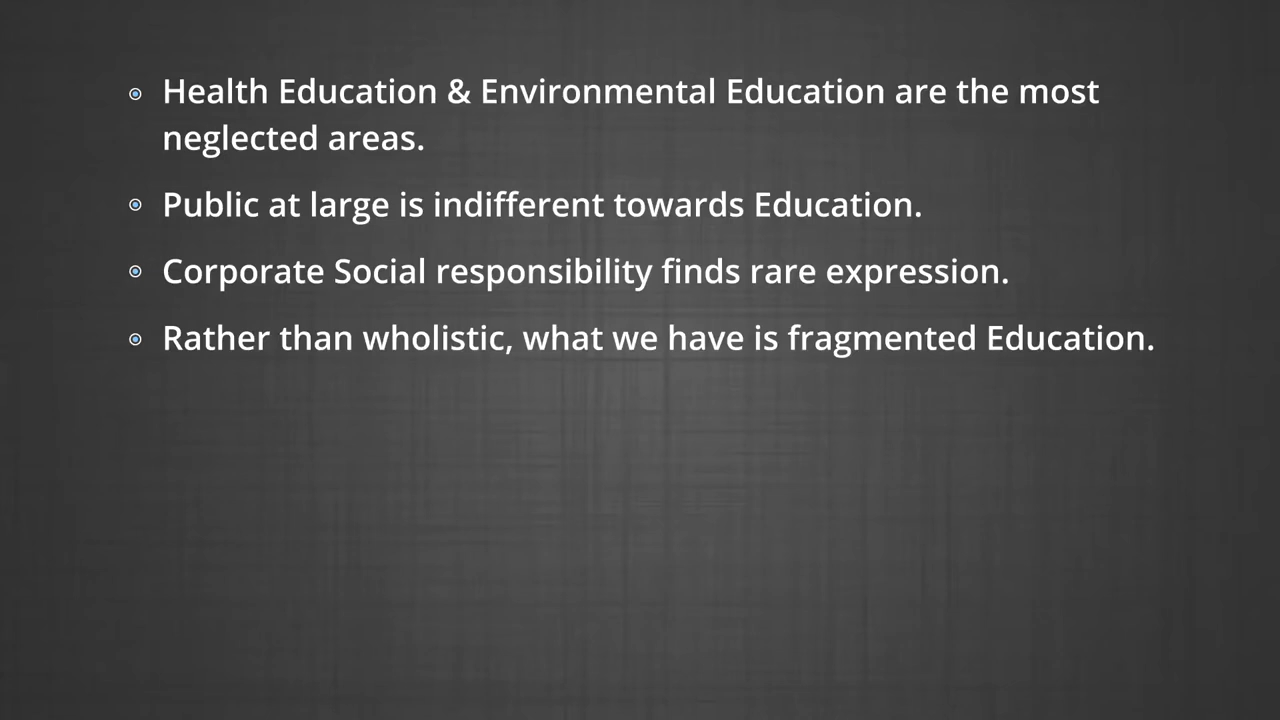 Health Education & Environmental Education are the most
neglected areas.
Public at large is indifferent towards Education.
Corporate Social responsibility finds rare expression.
Rather than wholistic, what we have is fragmented Education.